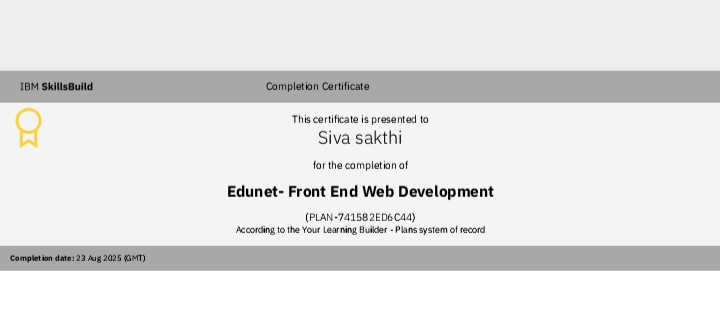 IBM SkillsBuild
Completion Certificate
This certificate is presented to
Siva sakthi
for the completion of
Edunet- Front End Web Development
(PLAN-741582ED6C44)
According to the Your Learning Builder - Plans system of record
Completion date: 23 Aug 2025 (GMT)